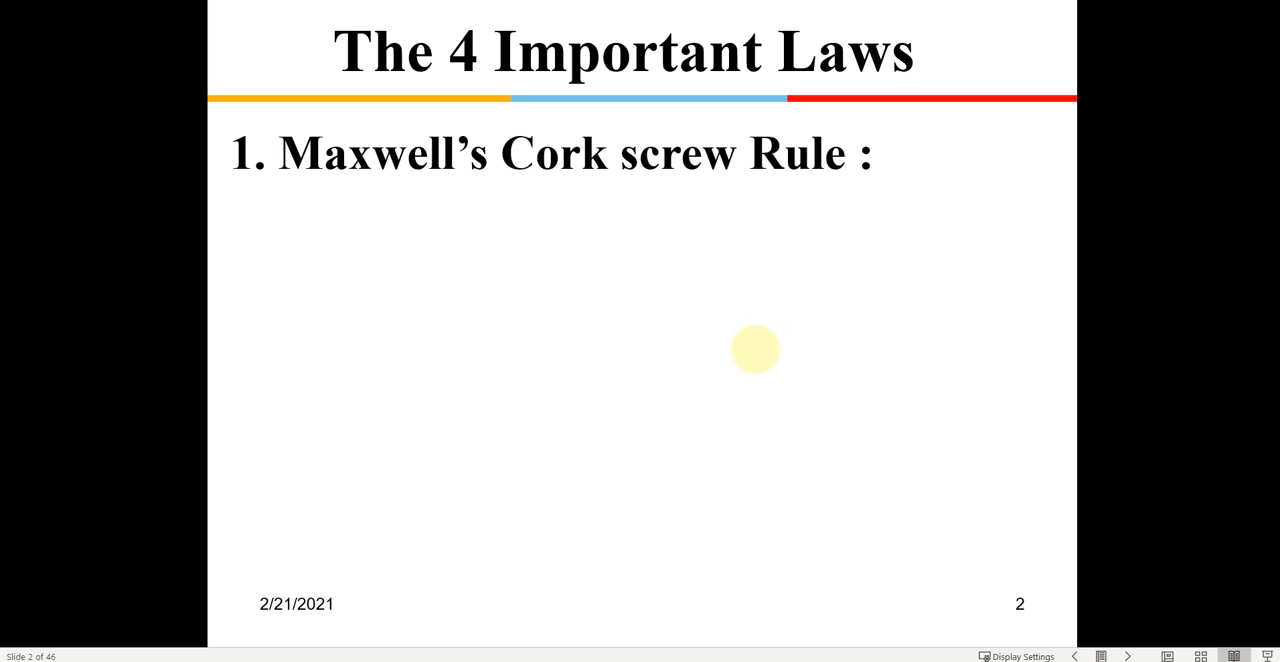 The 4 Important Laws
1. Maxwell’s Cork screw Rule :
2/21/2021
2
Slide 2 of 46
Display Settings